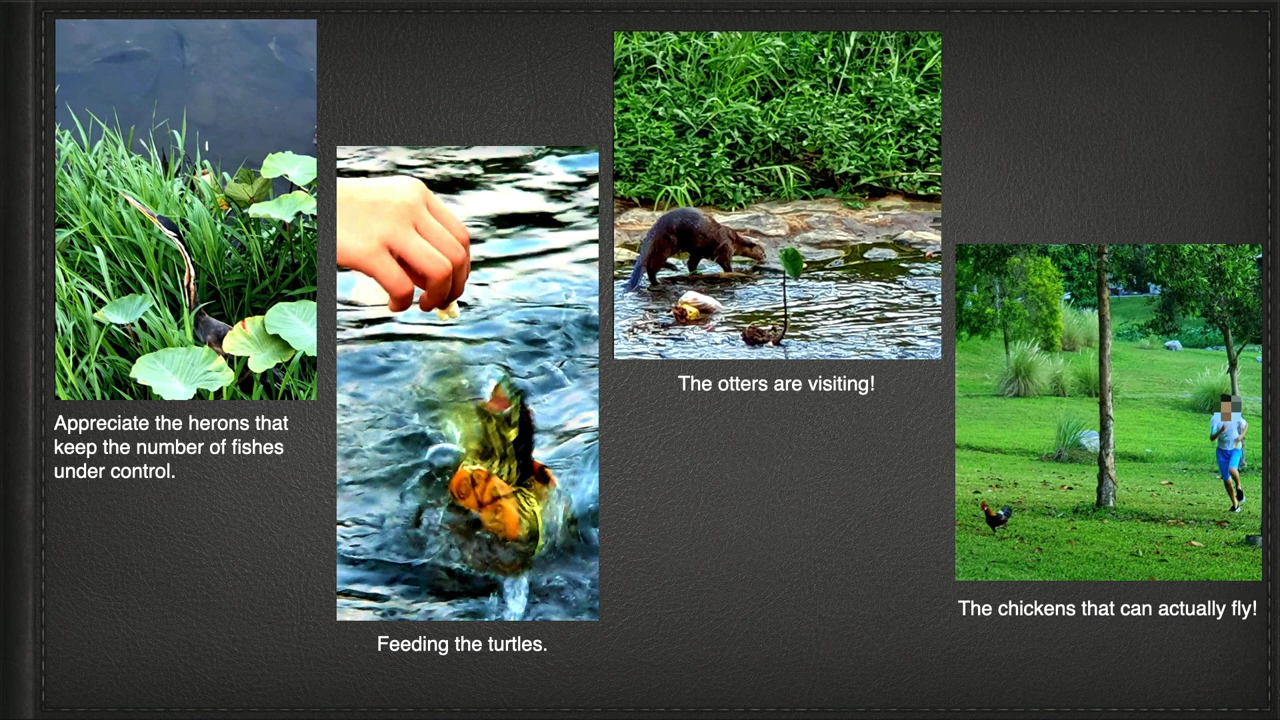 Appreciate the herons that
keep the number of fishes
under control.
Feeding the turtles.
The otters are visiting!
The chickens that can actually fly!